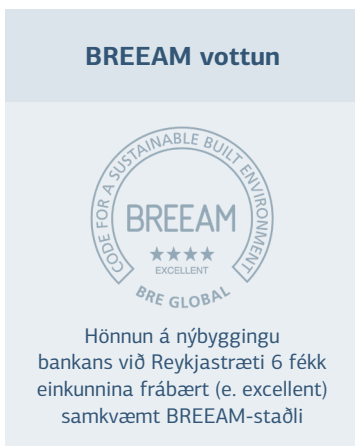 BREEAM vottun
CODE FOR A SUSTAINABLE BUILT ENVIRONMENT
BREEAM
EXCELLENT
BRE GLOBAL
Hönnun á nýbyggingu
bankans við Reykjastræti 6 fékk
einkunnina frábært (e. excellent)
samkvæmt BREEAM-staðli